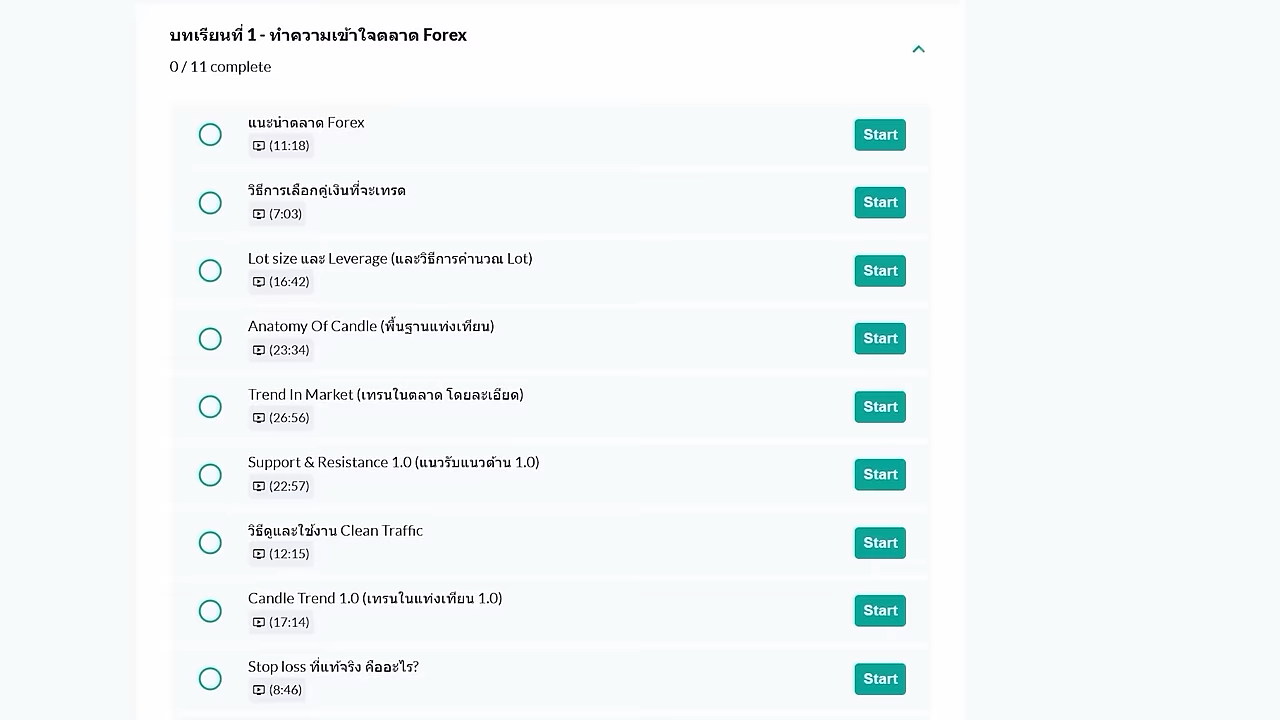 บทเรียนที่ 1 - ทำความเข้าใจตลาด Forex
0 / 11 complete
แนะนำตลาด Forex
(11:18)
Start
วิธีการเลือกคู่เงินที่จะเทรด
(7:03)
Start
Lot size และ Leverage (และวิธีการคำนวณ Lot)
(16:42)
Start
Anatomy Of Candle (พื้นฐานแท่งเทียน)
(23:34)
Start
Trend In Market (เทรนในตลาด โดยละเอียด)
(26:56)
Start
Support & Resistance 1.0 (แนวรับแนวต้าน 1.0)
(22:57)
Start
วิธีดูและใช้งาน Clean Traffic
(12:15)
Start
Candle Trend 1.0 (เทรนในแท่งเทียน 1.0)
(17:14)
Start
Stop loss ที่แท้จริง คืออะไร?
(8:46)
Start